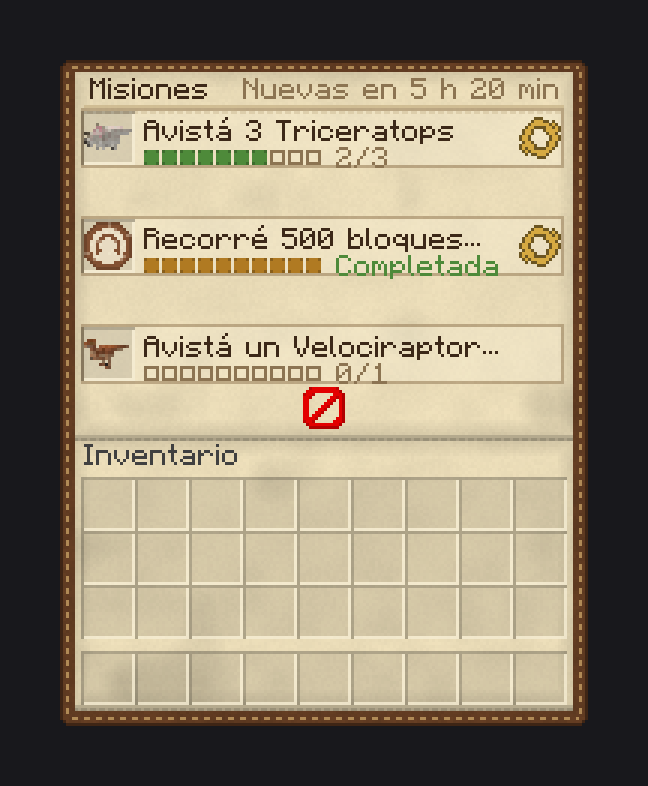 Misiones Nuevas en 5 h 20 min
Avistá 3 Triceratops
2/3
Recorré 500 bloques...
Completada
Avistá un Velociraptor...
0/1
Inventario